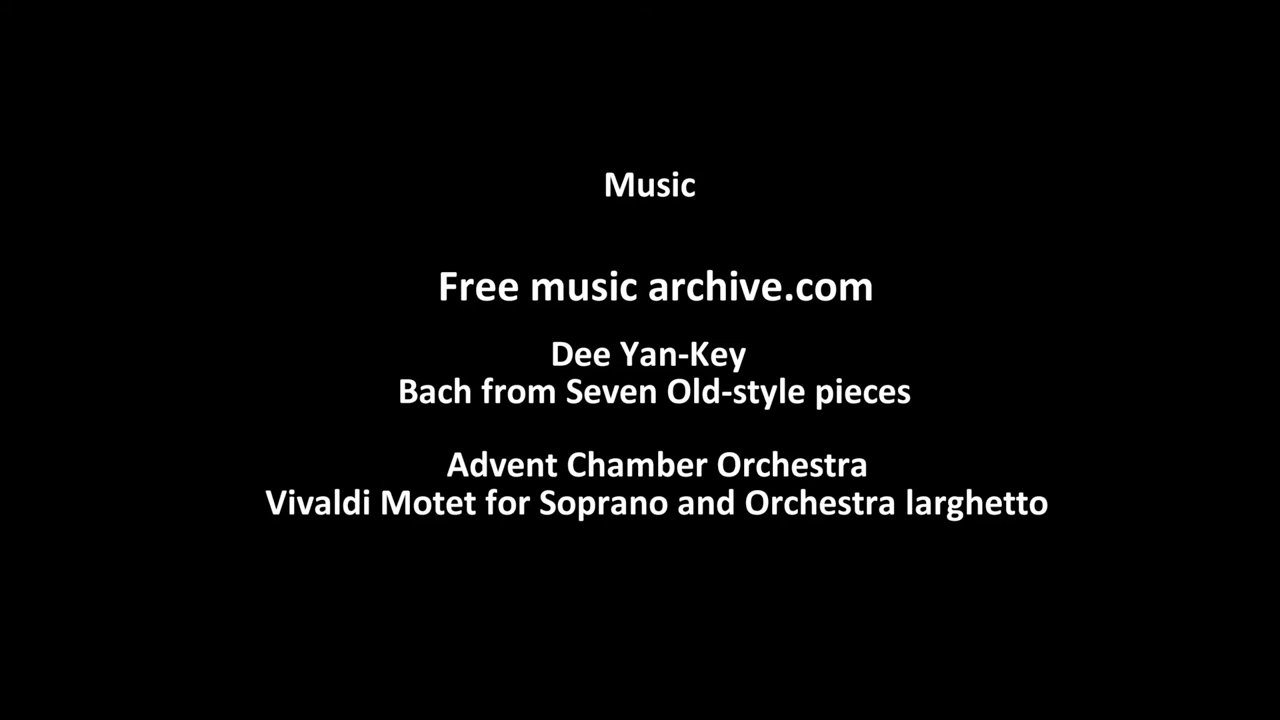 Music
Free music archive.com
Dee Yan-Key
Bach from Seven Old-style pieces
Advent Chamber Orchestra
Vivaldi Motet for Soprano and Orchestra larghetto